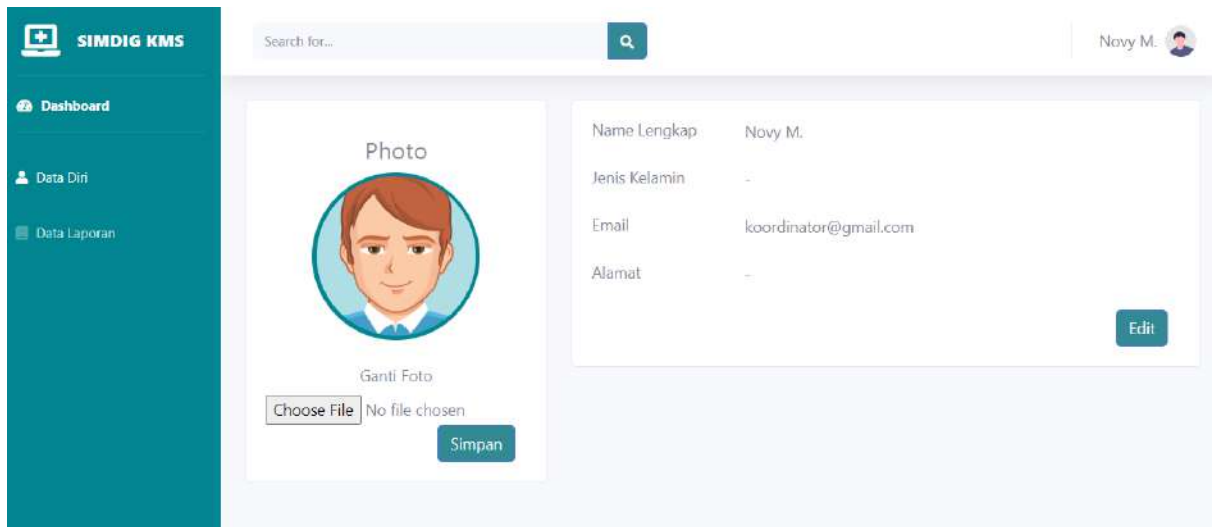 SIMDIG KMS
Search for...
Novy M.
Dashboard
Data Diri
Data Laporan
Photo
Ganti Foto
Choose File No file chosen
Simpan
Name Lengkap Novy M.
Jenis Kelamin -
Email koordinator@gmail.com
Alamat -
Edit